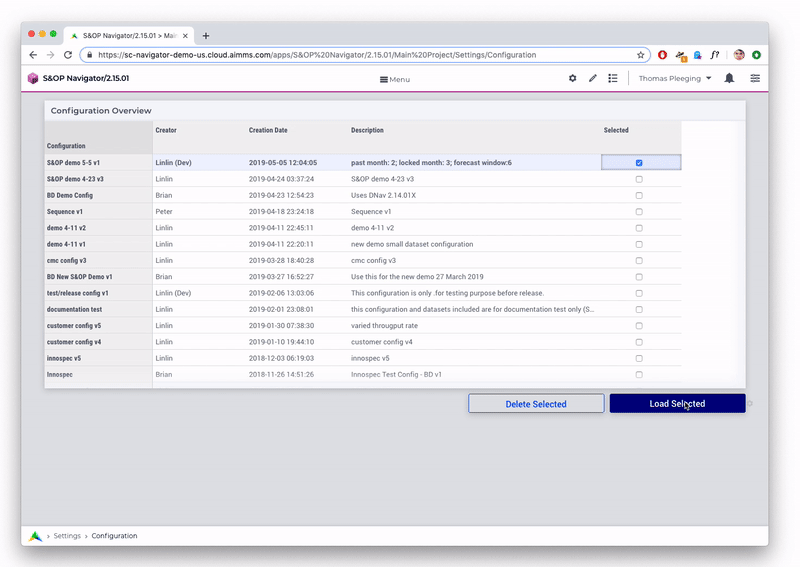 S&OP Navigator/2.15.01 > Mai
https://sc-navigator-demo-us.cloud.aimms.com/apps/S&OP%20Navigator/2.15.01/Main%20Project/Settings/Configuration
f?
S&OP Navigator/2.15.01
Menu
Thomas Pleeging
Configuration Overview
Configuration Creator Creation Date Description Selected
S&OP demo 5-5 v1 Linlin (Dev) 2019-05-05 12:04:05 past month: 2; locked month: 3; forecast window:6
S&OP demo 4-23 v3 Linlin 2019-04-24 03:37:24 S&OP demo 4-23 v3
BD Demo Config Brian 2019-04-23 12:54:23 Uses DNav 2.14.01X
Sequence v1 Peter 2019-04-18 23:24:18 Sequence v1
demo 4-11 v2 Linlin 2019-04-11 22:45:11 demo 4-11 v2
demo 4-11 v1 Linlin 2019-04-11 22:20:11 new demo small dataset configuration
cmc config v3 Linlin 2019-03-28 18:40:28 cmc config v3
BD New S&OP Demo v1 Brian 2019-03-27 16:52:27 Use this for the new demo 27 March 2019
test/release config v1 Linlin (Dev) 2019-02-06 13:03:06 This configuration is only .for testing purpose before release.
documentation test Linlin 2019-02-01 23:08:01 this configuration and datasets included are for documentation test only (S...
customer config v5 Linlin 2019-01-30 07:38:30 varied througput rate
customer config v4 Linlin 2019-01-10 19:44:10 customer config v4
innospec v5 Linlin 2018-12-03 06:19:03 innospec v5
Innospec Brian 2018-11-26 14:51:26 Innospec Test Config - BD v1
Delete Selected Load Selected
> Settings > Configuration